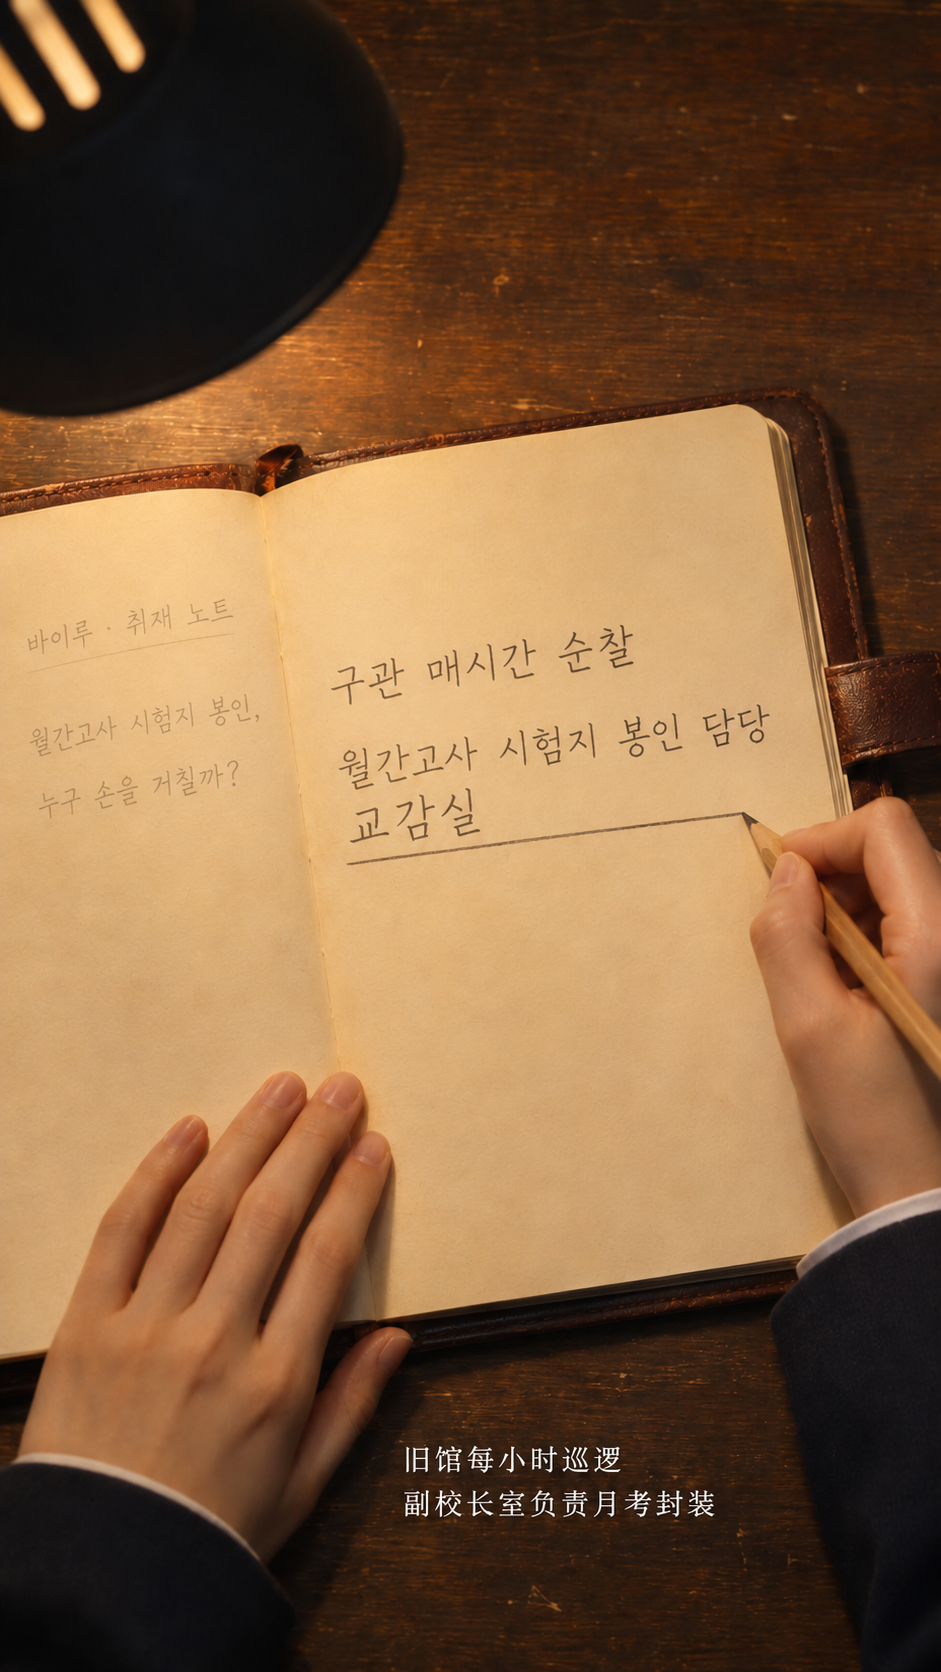 바이루 · 취재 노트
월간고사 시험지 봉인,
누구 손을 거칠까?
구관 매시간 순찰
월간고사 시험지 봉인 담당
교감실
旧馆每小时巡逻
副校长室负责月考封装